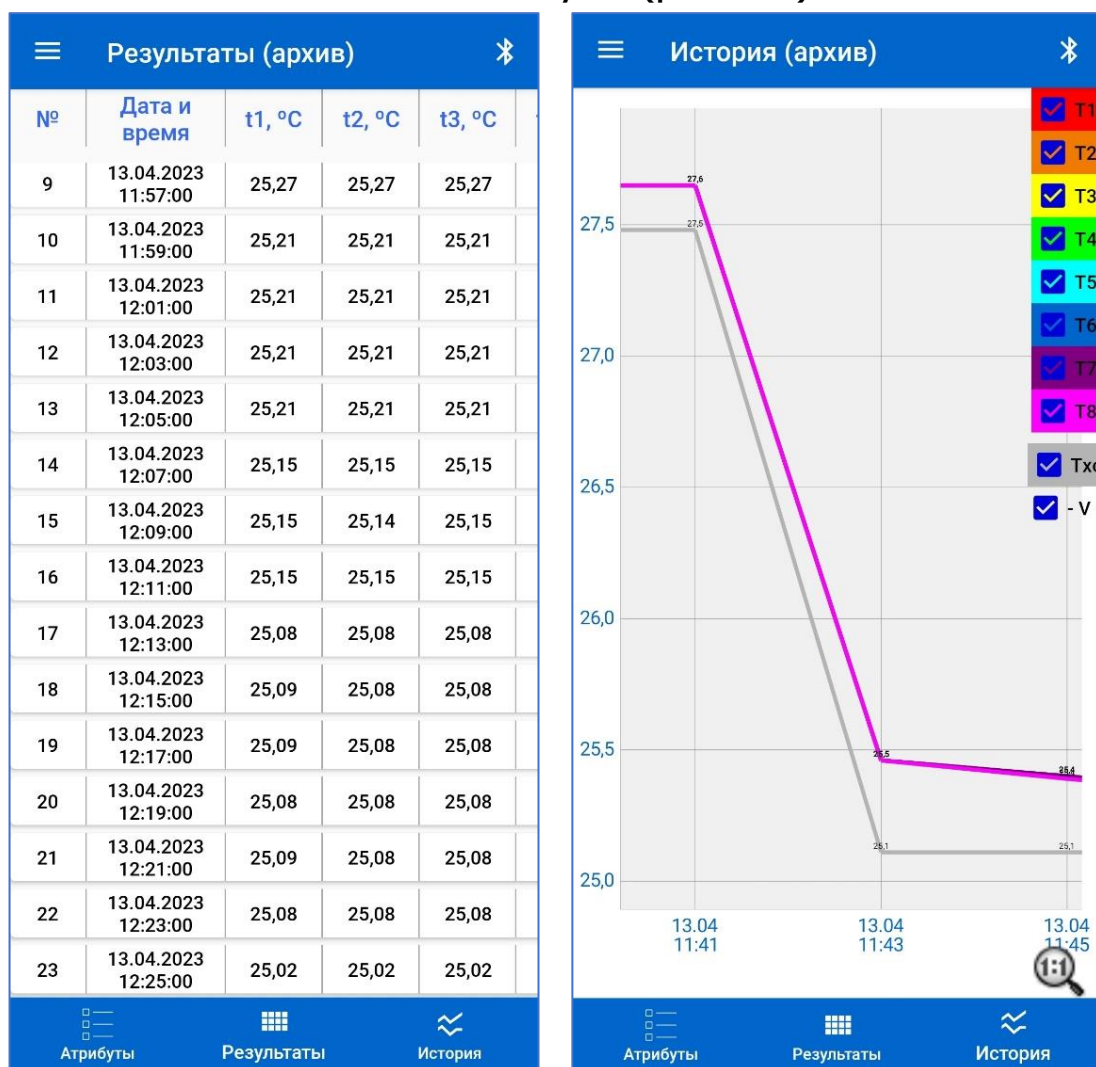 Результаты (архив)
№ Дата и время t1, °C t2, °C t3, °C
9 13.04.2023 11:57:00 25,27 25,27 25,27
10 13.04.2023 11:59:00 25,21 25,21 25,21
11 13.04.2023 12:01:00 25,21 25,21 25,21
12 13.04.2023 12:03:00 25,21 25,21 25,21
13 13.04.2023 12:05:00 25,21 25,21 25,21
14 13.04.2023 12:07:00 25,15 25,15 25,15
15 13.04.2023 12:09:00 25,15 25,14 25,15
16 13.04.2023 12:11:00 25,15 25,15 25,15
17 13.04.2023 12:13:00 25,08 25,08 25,08
18 13.04.2023 12:15:00 25,09 25,08 25,08
19 13.04.2023 12:17:00 25,09 25,08 25,08
20 13.04.2023 12:19:00 25,08 25,08 25,08
21 13.04.2023 12:21:00 25,09 25,08 25,08
22 13.04.2023 12:23:00 25,08 25,08 25,08
23 13.04.2023 12:25:00 25,02 25,02 25,02
Атрибуты Результаты История
История (архив)
T1
T2
T3
T4
T5
T6
T7
T8
- V
27,6
27,5
27,5
27,0
26,5
26,0
25,5
25,5
25,4
25,1
25,1
25,0
13.04 13.04 13.04
11:41 11:43 11:45
1:1
Атрибуты Результаты История